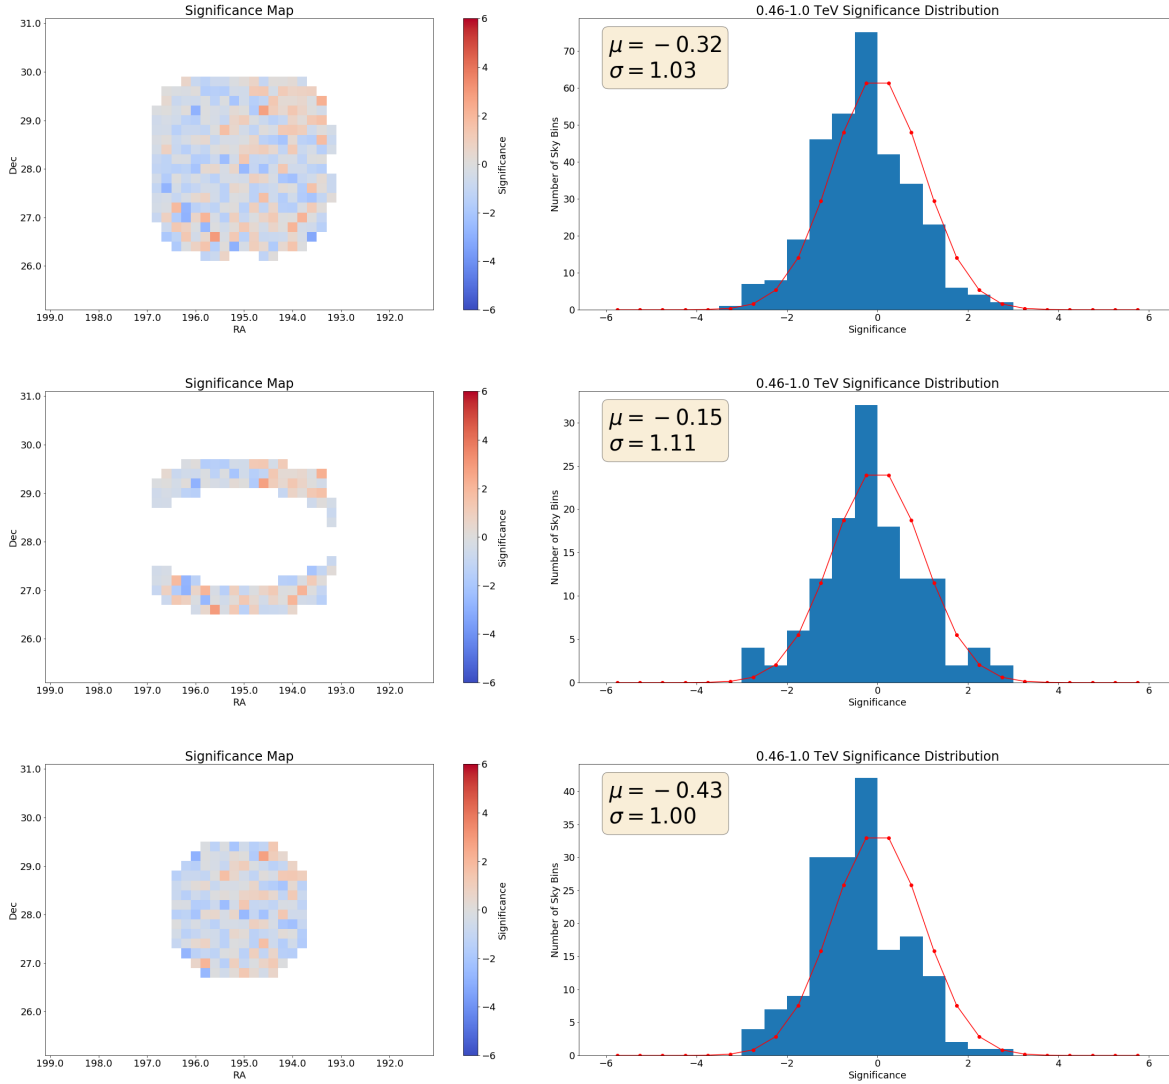 Significance Map
31.0
30.0
29.0
28.0
27.0
26.0
Dec
199.0 198.0 197.0 196.0 195.0 194.0 193.0 192.0
RA
6
4
2
0
−2
−4
−6
Significance
0.46-1.0 TeV Significance Distribution
μ = −0.32
σ = 1.03
70
60
50
40
30
20
10
0
Number of Sky Bins
−6 −4 −2 0 2 4 6
Significance
Significance Map
31.0
30.0
29.0
28.0
27.0
26.0
Dec
199.0 198.0 197.0 196.0 195.0 194.0 193.0 192.0
RA
6
4
2
0
−2
−4
−6
Significance
0.46-1.0 TeV Significance Distribution
μ = −0.15
σ = 1.11
30
25
20
15
10
5
0
Number of Sky Bins
−6 −4 −2 0 2 4 6
Significance
Significance Map
31.0
30.0
29.0
28.0
27.0
26.0
Dec
199.0 198.0 197.0 196.0 195.0 194.0 193.0 192.0
RA
6
4
2
0
−2
−4
−6
Significance
0.46-1.0 TeV Significance Distribution
μ = −0.43
σ = 1.00
40
35
30
25
20
15
10
5
0
Number of Sky Bins
−6 −4 −2 0 2 4 6
Significance